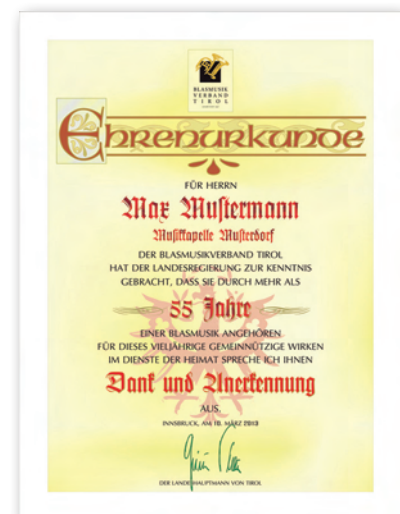 BLASMUSIK
VERBAND
TIROL
Ehrenurkunde
FÜR HERRN
Max Mustermann
Musikkapelle Musterdorf
DER BLASMUSIKVERBAND TIROL
HAT DER LANDESREGIERUNG ZUR KENNTNIS
GEBRACHT, DASS SIE DURCH MEHR ALS
55 Jahre
EINER BLASMUSIK ANGEHÖREN.
FÜR DIESES VIELJÄHRIGE GEMEINNÜTZIGE WIRKEN
IM DIENSTE DER HEIMAT SPRECHE ICH IHNEN
Dank und Anerkennung
AUS.
INNSBRUCK, AM 10. MÄRZ 2013
DER LANDESHAUPTMANN VON TIROL